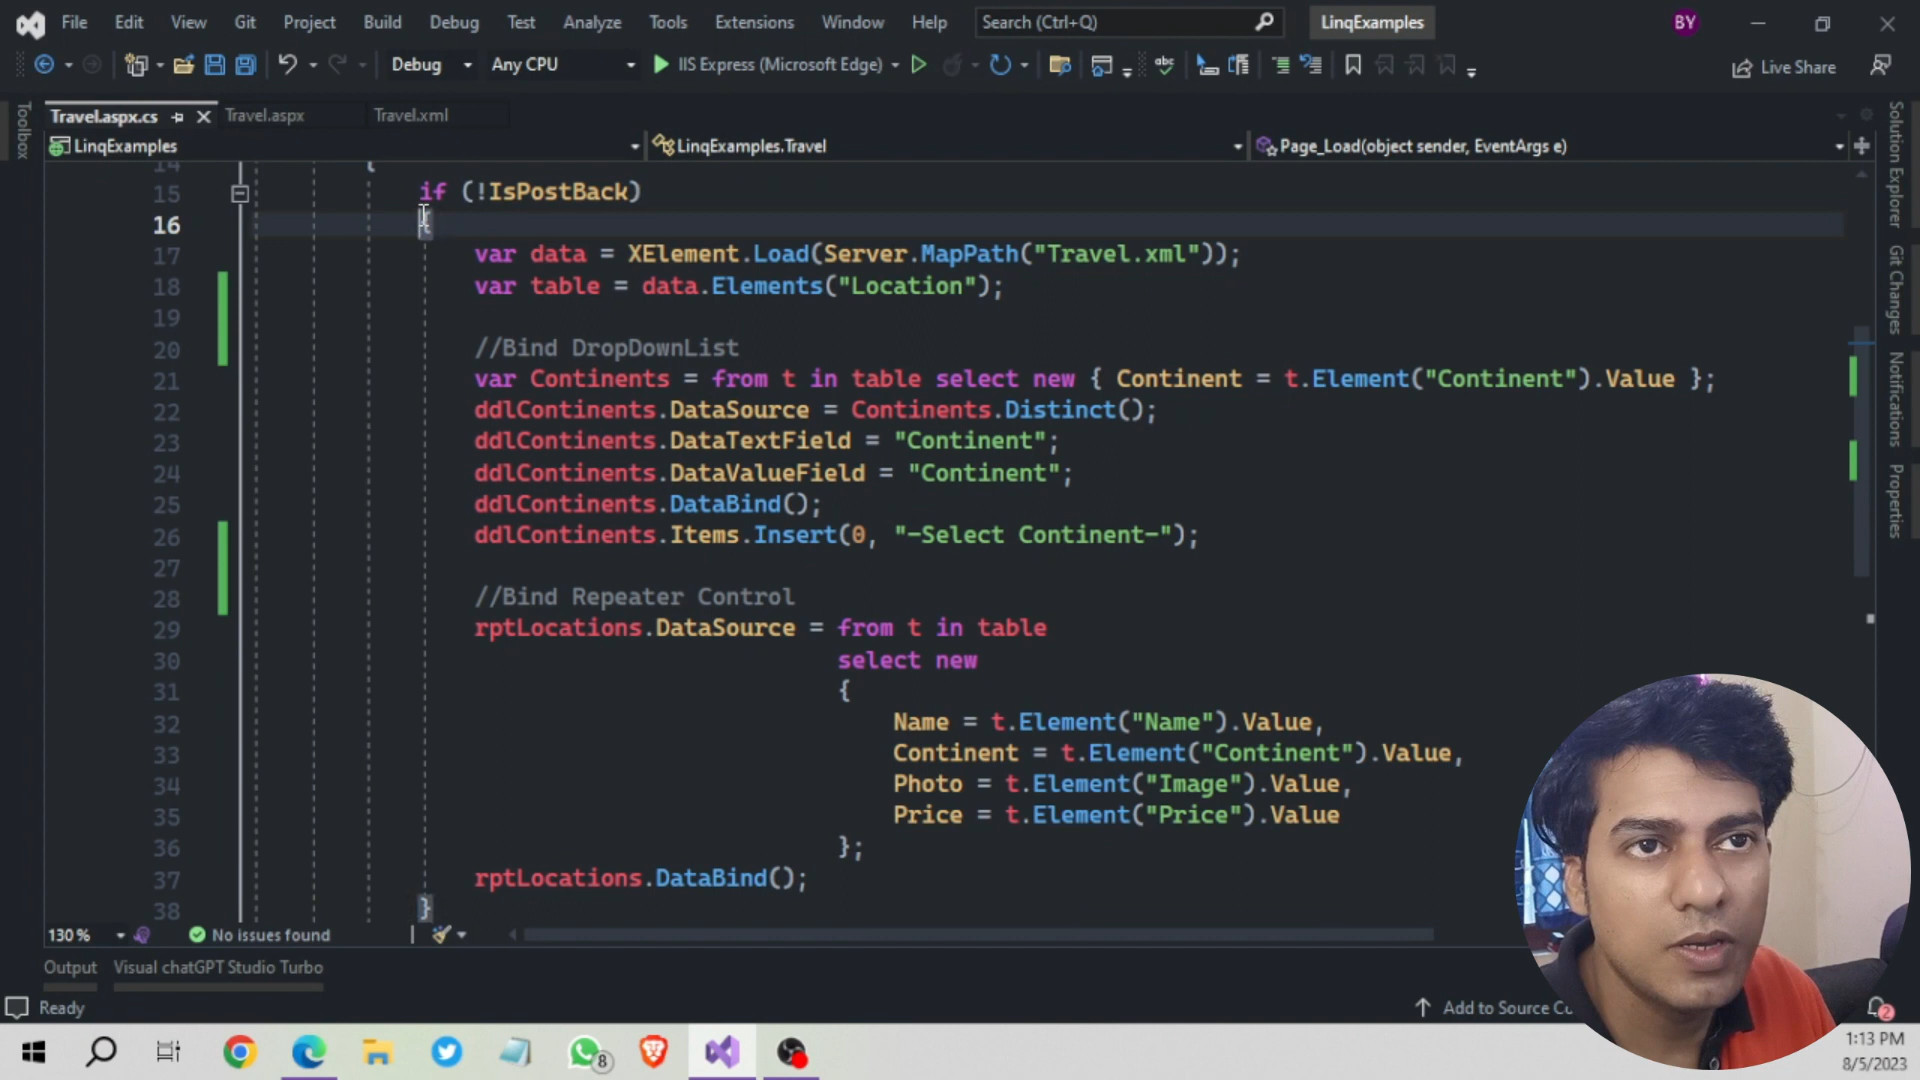 File Edit View Git Project Build Debug Test Analyze Tools Extensions Window Help Search (Ctrl+Q) LinqExamples BY
Debug Any CPU IIS Express (Microsoft Edge) Live Share
Toolbox
Travel.aspx.cs Travel.aspx Travel.xml
LinqExamples LinqExamples.Travel Page_Load(object sender, EventArgs e)
14 {
15 if (!IsPostBack)
16 {
17 var data = XElement.Load(Server.MapPath("Travel.xml"));
18 var table = data.Elements("Location");
19
20 //Bind DropDownList
21 var Continents = from t in table select new { Continent = t.Element("Continent").Value };
22 ddlContinents.DataSource = Continents.Distinct();
23 ddlContinents.DataTextField = "Continent";
24 ddlContinents.DataValueField = "Continent";
25 ddlContinents.DataBind();
26 ddlContinents.Items.Insert(0, "-Select Continent-");
27
28 //Bind Repeater Control
29 rptLocations.DataSource = from t in table
30 select new
31 {
32 Name = t.Element("Name").Value,
33 Continent = t.Element("Continent").Value,
34 Photo = t.Element("Image").Value,
35 Price = t.Element("Price").Value
36 };
37 rptLocations.DataBind();
38 }
Solution Explorer
Git Changes
Notifications
Properties
130 % No issues found
Output Visual chatGPT Studio Turbo
Ready Add to Source Co 2
8
1:13 PM
8/5/2023